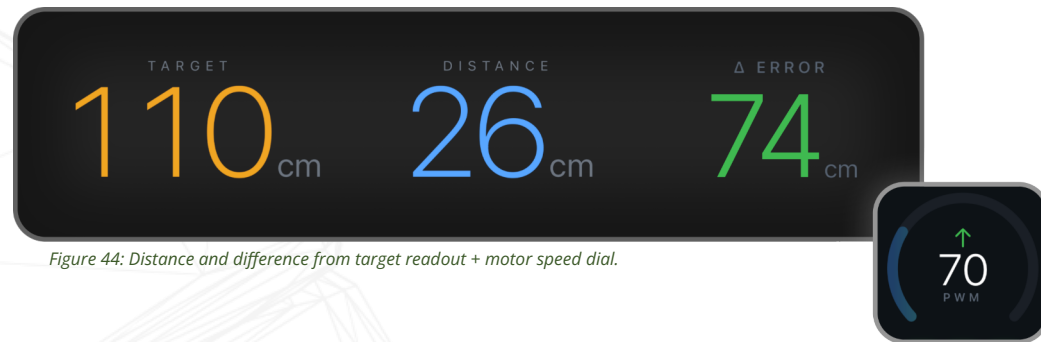 TARGET DISTANCE Δ ERROR
110cm 26cm 74cm
Figure 44: Distance and difference from target readout + motor speed dial.
↑
70
PWM